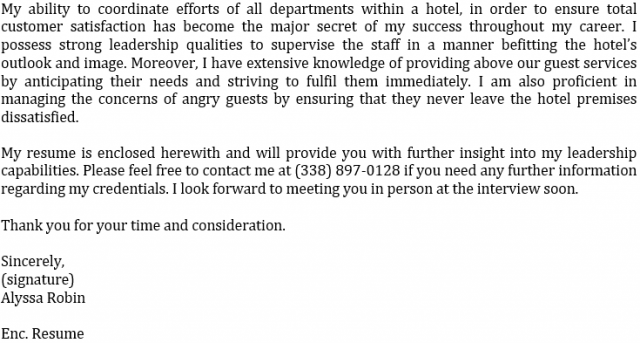 My ability to coordinate efforts of all departments within a hotel, in order to ensure total
customer satisfaction has become the major secret of my success throughout my career. I
possess strong leadership qualities to supervise the staff in a manner befitting the hotel's
outlook and image. Moreover, I have extensive knowledge of providing above our guest services
by anticipating their needs and striving to fulfil them immediately. I am also proficient in
managing the concerns of angry guests by ensuring that they never leave the hotel premises
dissatisfied.
My resume is enclosed herewith and will provide you with further insight into my leadership
capabilities. Please feel free to contact me at (338) 897-0128 if you need any further information
regarding my credentials. I look forward to meeting you in person at the interview soon.
Thank you for your time and consideration.
Sincerely,
(signature)
Alyssa Robin
Enc. Resume